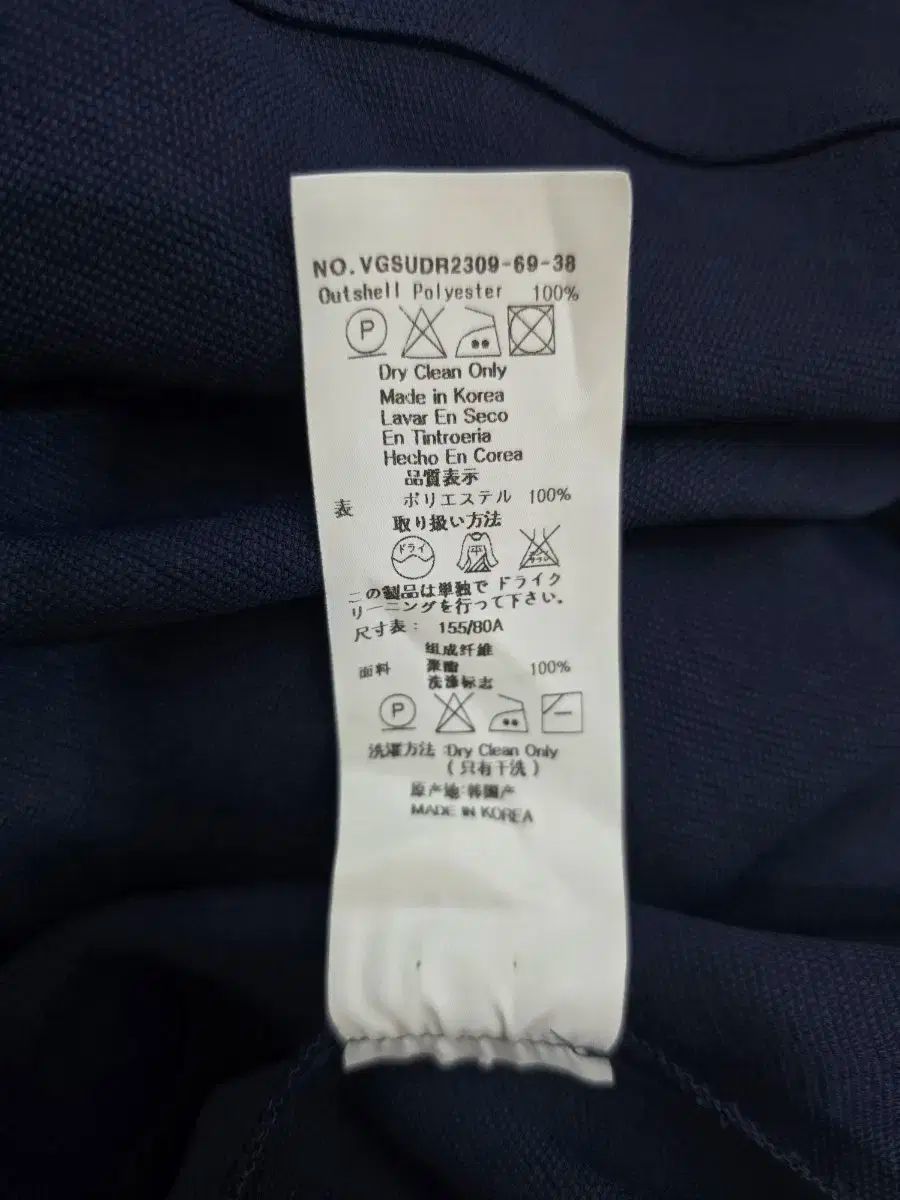 NO. VGSUDR2309-69-38
Outshell Polyester 100%
P
Dry Clean Only
Made in Korea
Lavar En Seco
En Tintroeria
Hecho En Corea
品質表示
表 ポリエステル 100%
取り扱い方法
ドライ 中
この製品は単独で ドライク
リーニングを行って下さい。
尺寸表: 155/80A
组成纤维
面料 聚酯 100%
洗涤标志
P
洗濯方法 :Dry Clean Only
(只有干洗)
原产地:韩国产
MADE IN KOREA